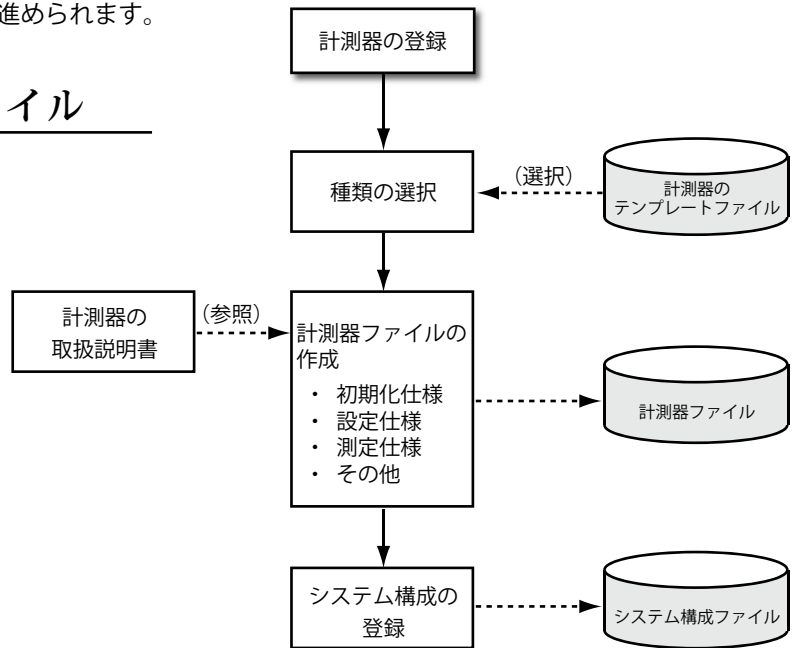 進められます。
イル
計測器の登録
種類の選択
（選択）
計測器の
テンプレートファイル
計測器の
取扱説明書
（参照）
計測器ファイルの
作成
・ 初期化仕様
・ 設定仕様
・ 測定仕様
・ その他
計測器ファイル
システム構成の
登録
システム構成ファイル